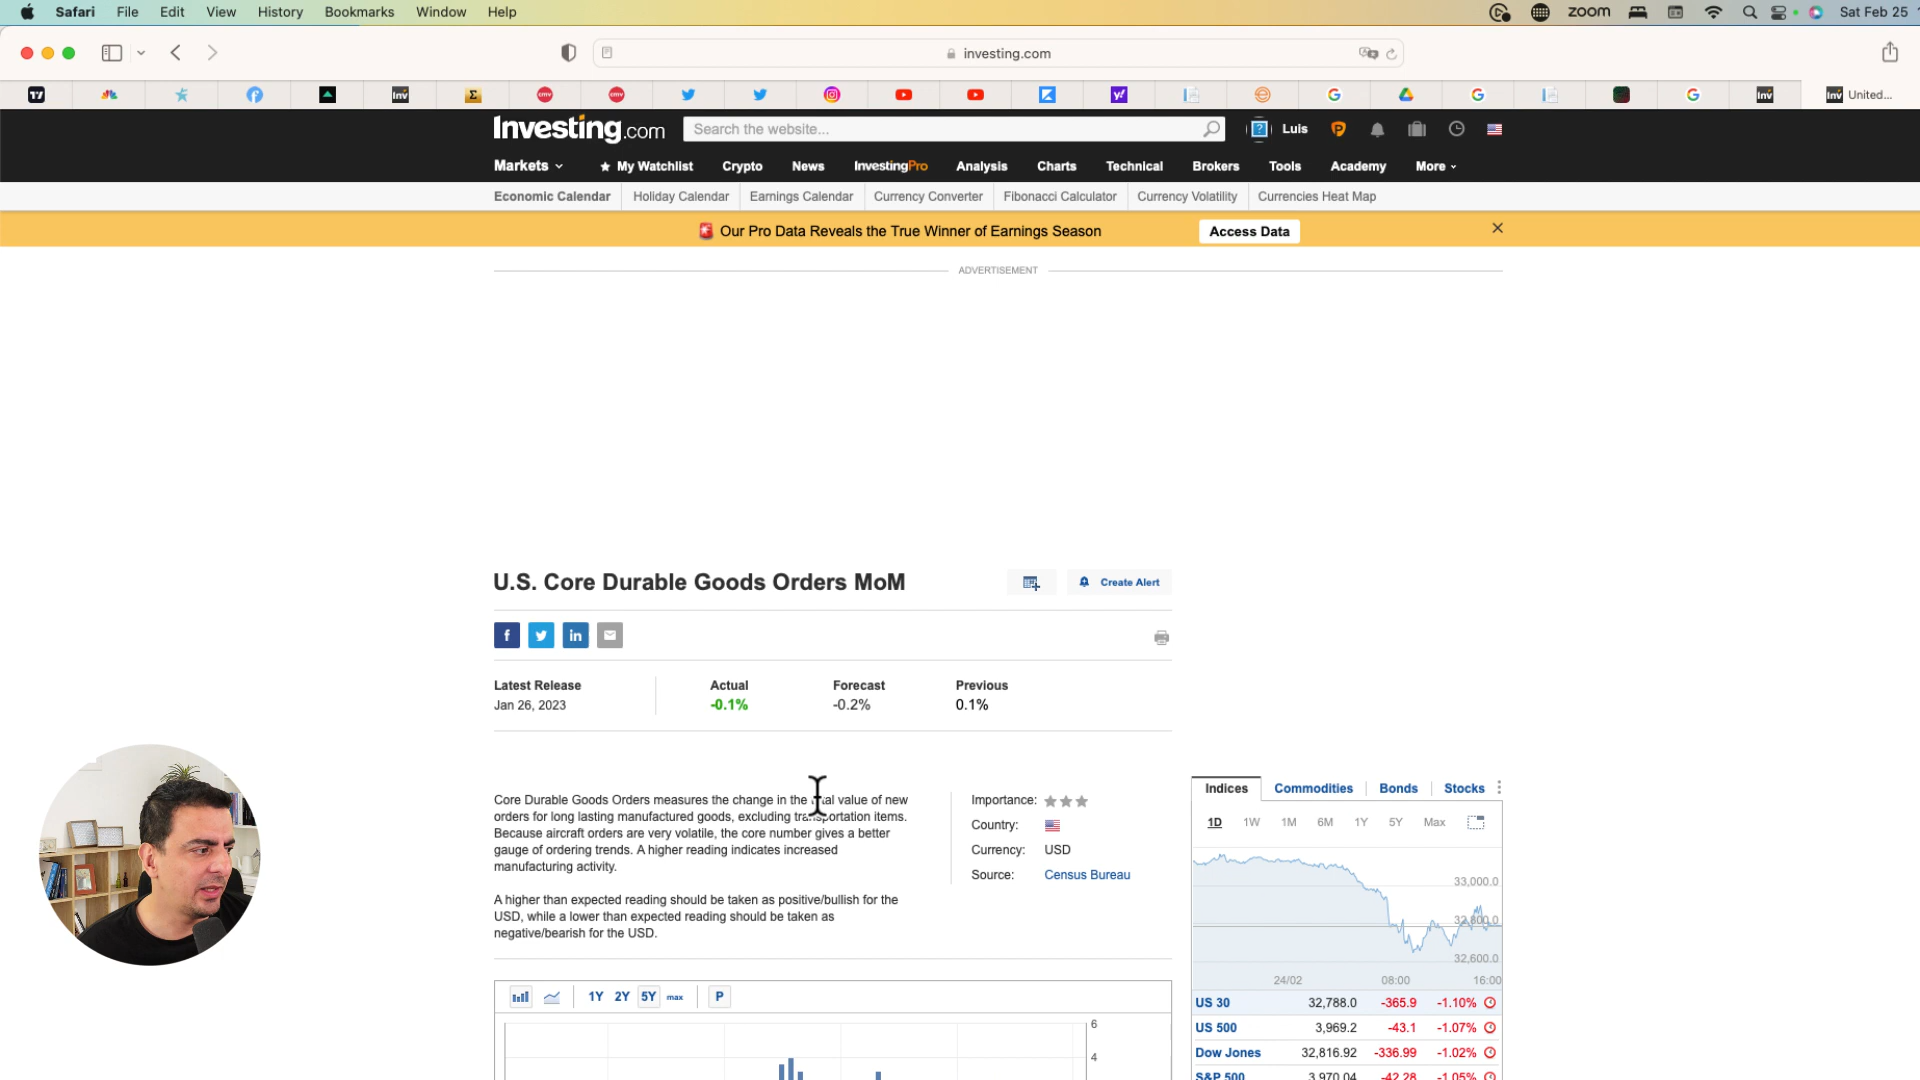 Safari File Edit View History Bookmarks Window Help
zoom
Sat Feb 25
investing.com
United...
Investing.com
Search the website...
Luis
Markets My Watchlist Crypto News InvestingPro Analysis Charts Technical Brokers Tools Academy More
Economic Calendar Holiday Calendar Earnings Calendar Currency Converter Fibonacci Calculator Currency Volatility Currencies Heat Map
Our Pro Data Reveals the True Winner of Earnings Season Access Data
ADVERTISEMENT
U.S. Core Durable Goods Orders MoM
Create Alert
Latest Release Actual Forecast Previous
Jan 26, 2023 -0.1% -0.2% 0.1%
Core Durable Goods Orders measures the change in the value of new
orders for long lasting manufactured goods, excluding transportation items.
Because aircraft orders are very volatile, the core number gives a better
gauge of ordering trends. A higher reading indicates increased
manufacturing activity.
A higher than expected reading should be taken as positive/bullish for the
USD, while a lower than expected reading should be taken as
negative/bearish for the USD.
Importance:
Country:
Currency: USD
Source: Census Bureau
1Y 2Y 5Y max P
6
4
Indices Commodities Bonds Stocks
1D 1W 1M 6M 1Y 5Y Max
33,000.0
32,800.0
32,600.0
24/02 08:00 16:00
US 30 32,788.0 -365.9 -1.10%
US 500 3,969.2 -43.1 -1.07%
Dow Jones 32,816.92 -336.99 -1.02%
S&P 500 3,970.04 -42.28 -1.05%